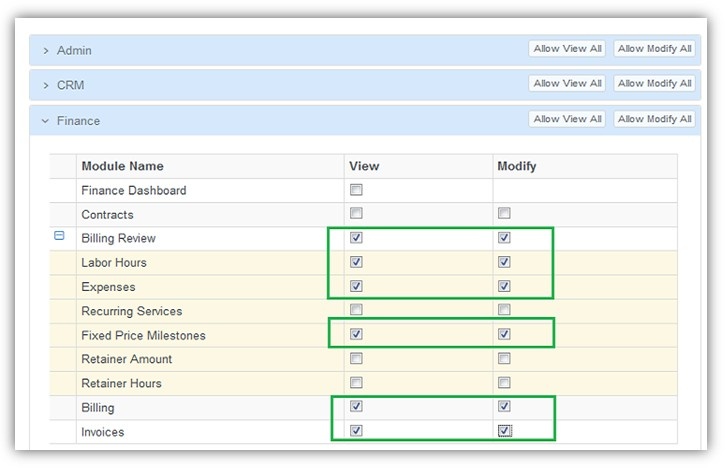 Admin Allow View All Allow Modify All
CRM Allow View All Allow Modify All
Finance Allow View All Allow Modify All
Module Name View Modify
Finance Dashboard
Contracts
Billing Review
Labor Hours
Expenses
Recurring Services
Fixed Price Milestones
Retainer Amount
Retainer Hours
Billing
Invoices